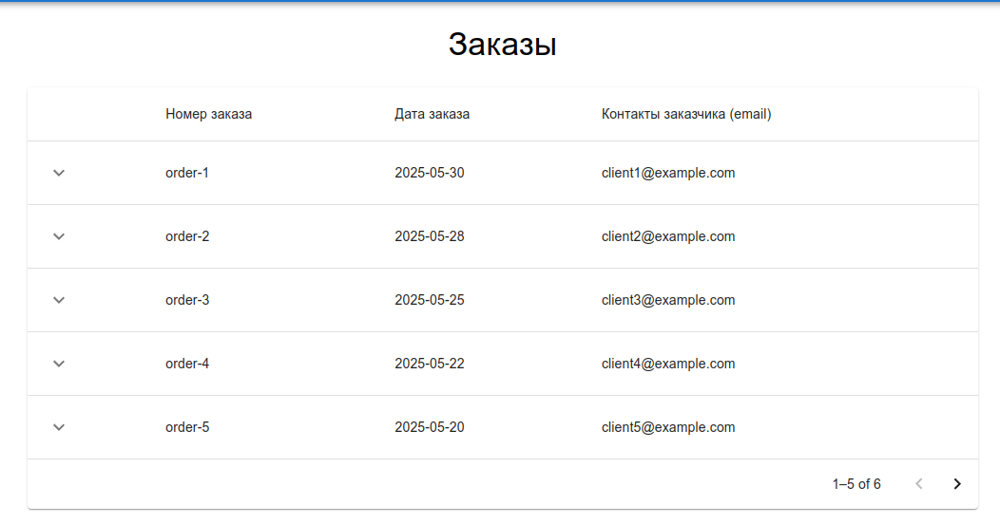 Заказы
Номер заказа Дата заказа Контакты заказчика (email)
order-1 2025-05-30 client1@example.com
order-2 2025-05-28 client2@example.com
order-3 2025-05-25 client3@example.com
order-4 2025-05-22 client4@example.com
order-5 2025-05-20 client5@example.com
1–5 of 6